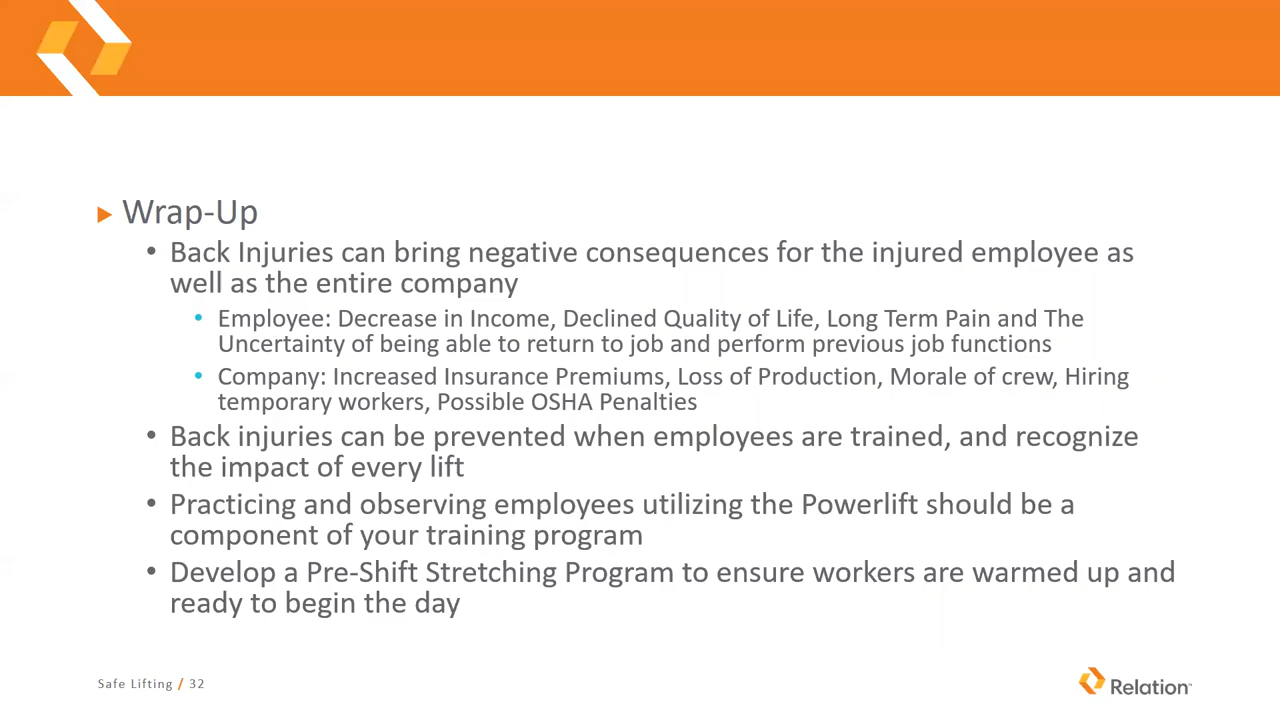 Wrap-Up
• Back Injuries can bring negative consequences for the injured employee as
well as the entire company
• Employee: Decrease in Income, Declined Quality of Life, Long Term Pain and The
Uncertainty of being able to return to job and perform previous job functions
• Company: Increased Insurance Premiums, Loss of Production, Morale of crew, Hiring
temporary workers, Possible OSHA Penalties
• Back injuries can be prevented when employees are trained, and recognize
the impact of every lift
• Practicing and observing employees utilizing the Powerlift should be a
component of your training program
• Develop a Pre-Shift Stretching Program to ensure workers are warmed up and
ready to begin the day
Safe Lifting / 32
Relation™